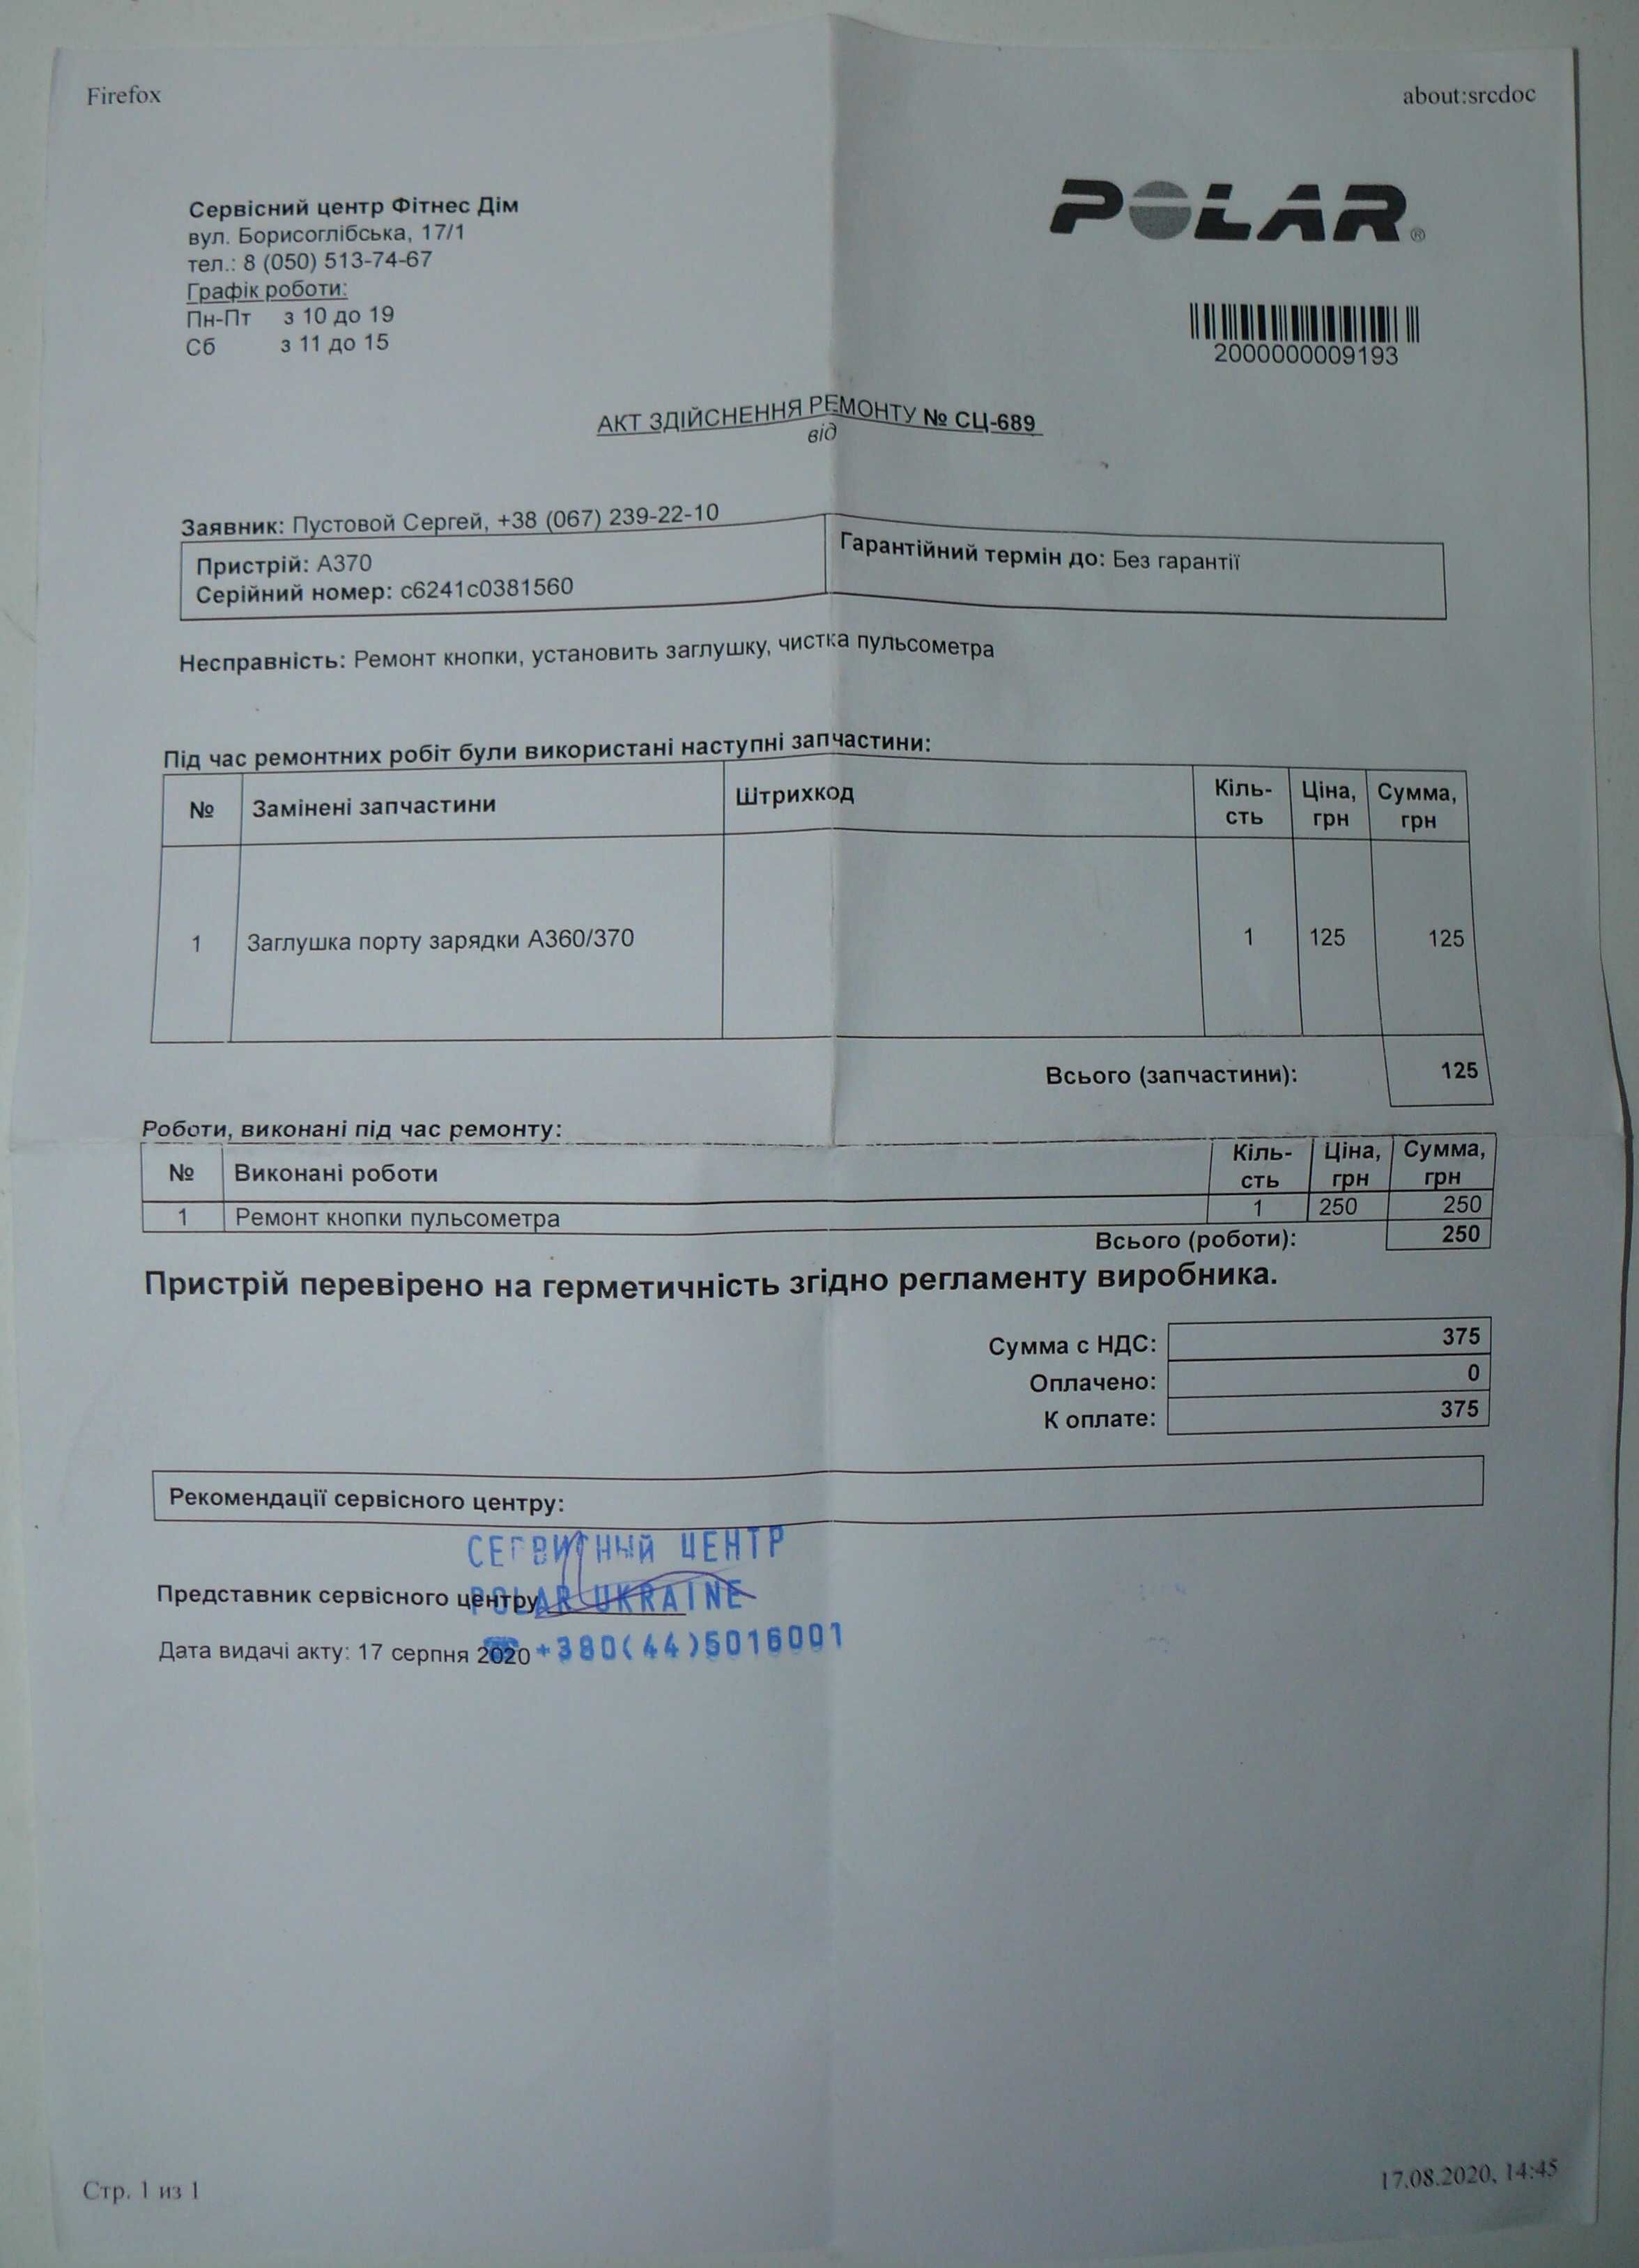 Firefox
about:srcdoc
Сервісний центр Фітнес Дім
вул. Борисоглібська, 17/1
тел.: 8 (050) 513-74-67
Графік роботи:
Пн-Пт з 10 до 19
Сб з 11 до 15
POLAR®
2000000009193
АКТ ЗДІЙСНЕННЯ РЕМОНТУ № СЦ-689
від
Заявник: Пустовой Сергей, +38 (067) 239-22-10
Пристрій: A370
Серійний номер: c6241c0381560
Гарантійний термін до: Без гарантії
Несправність: Ремонт кнопки, установить заглушку, чистка пульсометра
Під час ремонтних робіт були використані наступні запчастини:
№ Замінені запчастини Штрихкод Кіль-сть Ціна, грн Сумма, грн
1 Заглушка порту зарядки A360/370 1 125 125
Всього (запчастини): 125
Роботи, виконані під час ремонту:
№ Виконані роботи Кіль-сть Ціна, грн Сумма, грн
1 Ремонт кнопки пульсометра 1 250 250
Всього (роботи): 250
Пристрій перевірено на герметичність згідно регламенту виробника.
Сумма с НДС: 375
Оплачено: 0
К оплате: 375
Рекомендації сервісного центру:
СЕРВИСНЫЙ ЦЕНТР
Представник сервісного центру
POLAR UKRAINE
Дата видачі акту: 17 серпня 2020
☎ +380(44)5016001
Стр. 1 из 1
17.08.2020, 14:45